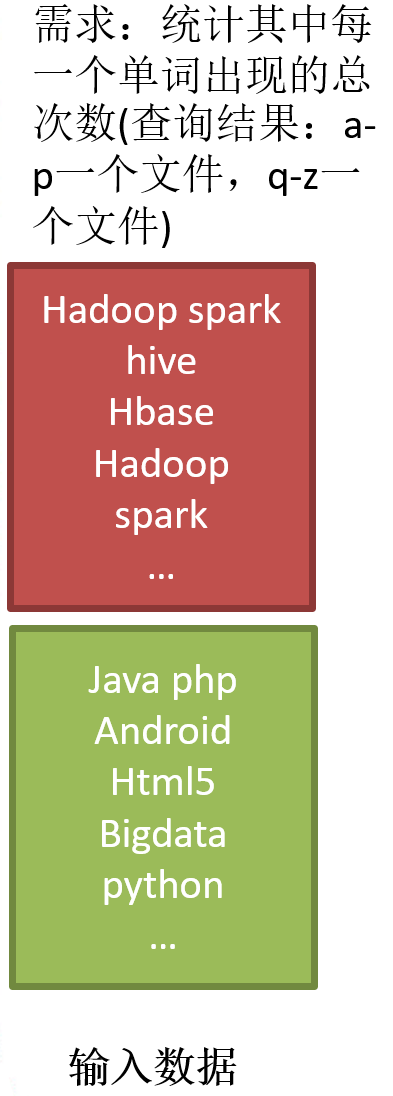 需求：统计其中每
一个单词出现的总
次数(查询结果：a-
p一个文件，q-z一
个文件)
Hadoop spark
hive
Hbase
Hadoop
spark
...
Java php
Android
Html5
Bigdata
python
...
输入数据